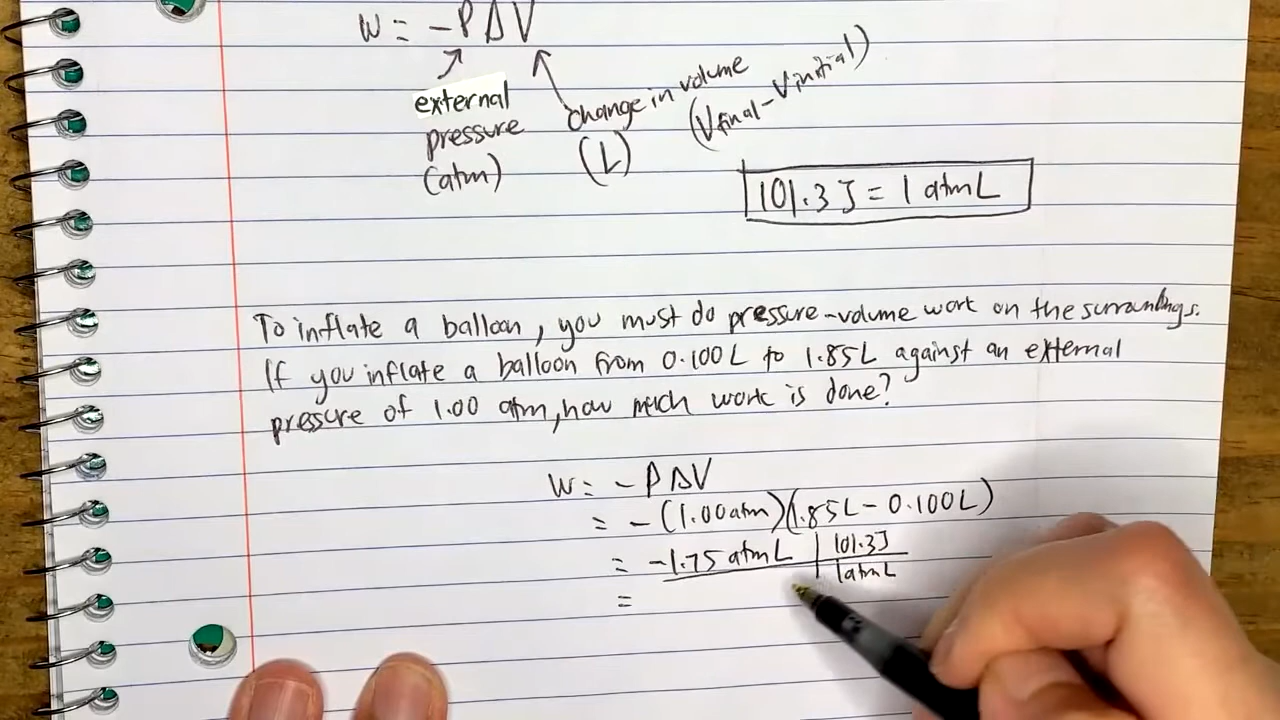 W = -PΔV
external
pressure
(atm)
change in volume
(Vfinal-Vinitial)
(L)
101.3J = 1 atmL
To inflate a balloon, you must do pressure-volume work on the surroundings.
If you inflate a balloon from 0.100L to 1.85L against an external
pressure of 1.00 atm, how much work is done?
W = -PΔV
= -(1.00atm)(1.85L-0.100L)
= -1.75 atmL | 101.3J
1atmL
=